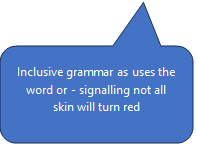 Inclusive grammar as uses the
word or - signalling not all
skin will turn red